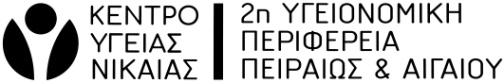 ΚΕΝΤΡΟ
ΥΓΕΙΑΣ
ΝΙΚΑΙΑΣ
2η ΥΓΕΙΟΝΟΜΙΚΗ
ΠΕΡΙΦΕΡΕΙΑ
ΠΕΙΡΑΙΩΣ & ΑΙΓΑΙΟΥ